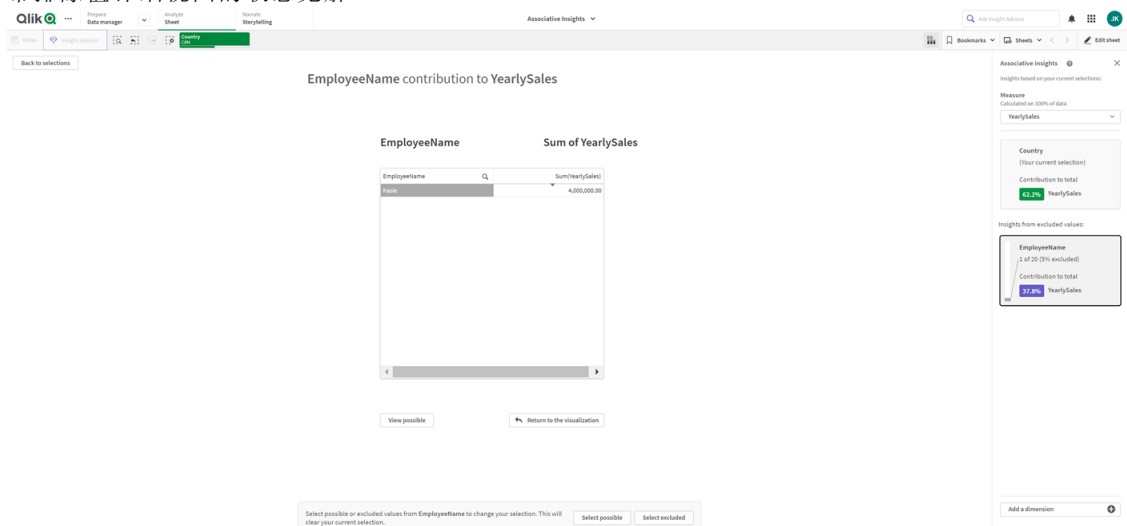 Qlik
Prepare
Data manager
Analyze
Sheet
Narrate
Storytelling
Associative Insights
Ask Insight Advisor
JK
Notes
Insight Advisor
Country
CAN
Bookmarks
Sheets
Edit sheet
Back to selections
EmployeeName contribution to YearlySales
EmployeeName
Sum of YearlySales
EmployeeName
Sum(YearlySales)
Kasie
4,000,000.00
View possible
Return to the visualization
Select possible or excluded values from EmployeeName to change your selection. This will
clear your current selection.
Select possible
Select excluded
Associative insights
Insights based on your current selections:
Measure
Calculated on 100% of data
YearlySales
Country
(Your current selection)
Contribution to total
62.2% YearlySales
Insights from excluded values:
EmployeeName
1 of 20 (5% excluded)
Contribution to total
37.8% YearlySales
Add a dimension